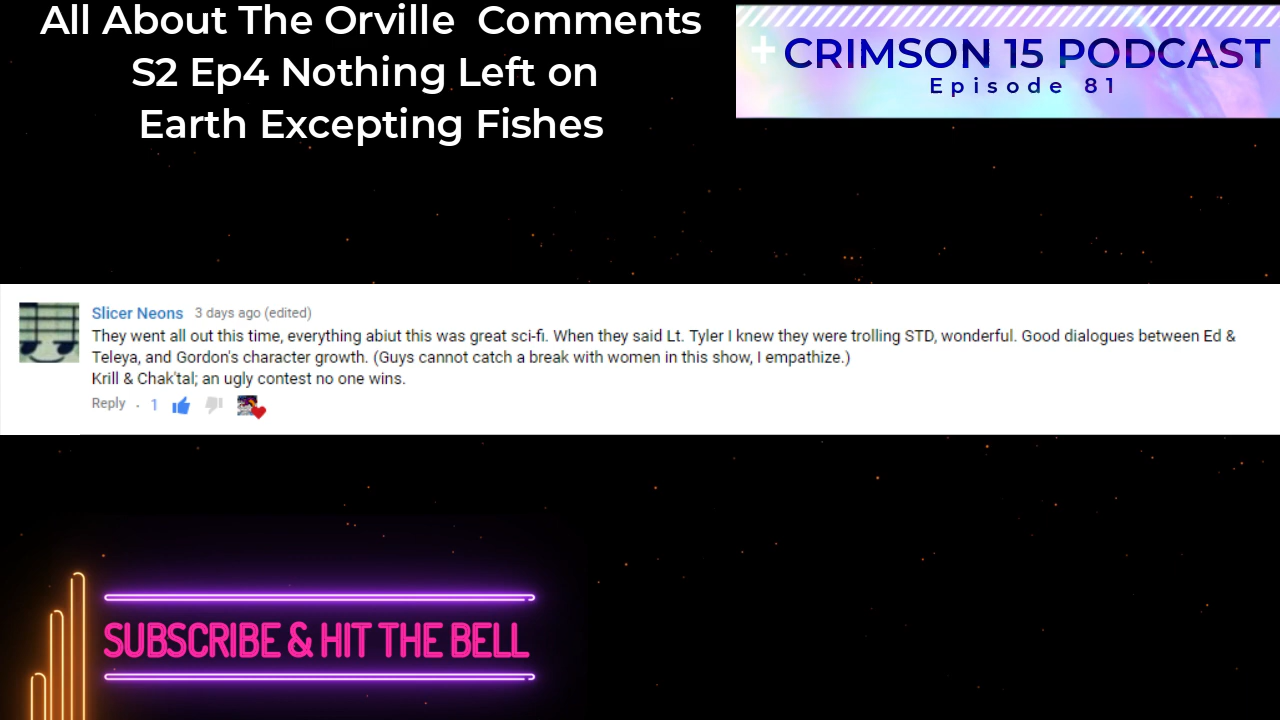 All About The Orville Comments
S2 Ep4 Nothing Left on
Earth Excepting Fishes
+ CRIMSON 15 PODCAST
Episode 81
Slicer Neons 3 days ago (edited)
They went all out this time, everything abiut this was great sci-fi. When they said Lt. Tyler I knew they were trolling STD, wonderful. Good dialogues between Ed &
Teleya, and Gordon's character growth. (Guys cannot catch a break with women in this show, I empathize.)
Krill & Chak'tal; an ugly contest no one wins.
Reply . 1
SUBSCRIBE & HIT THE BELL